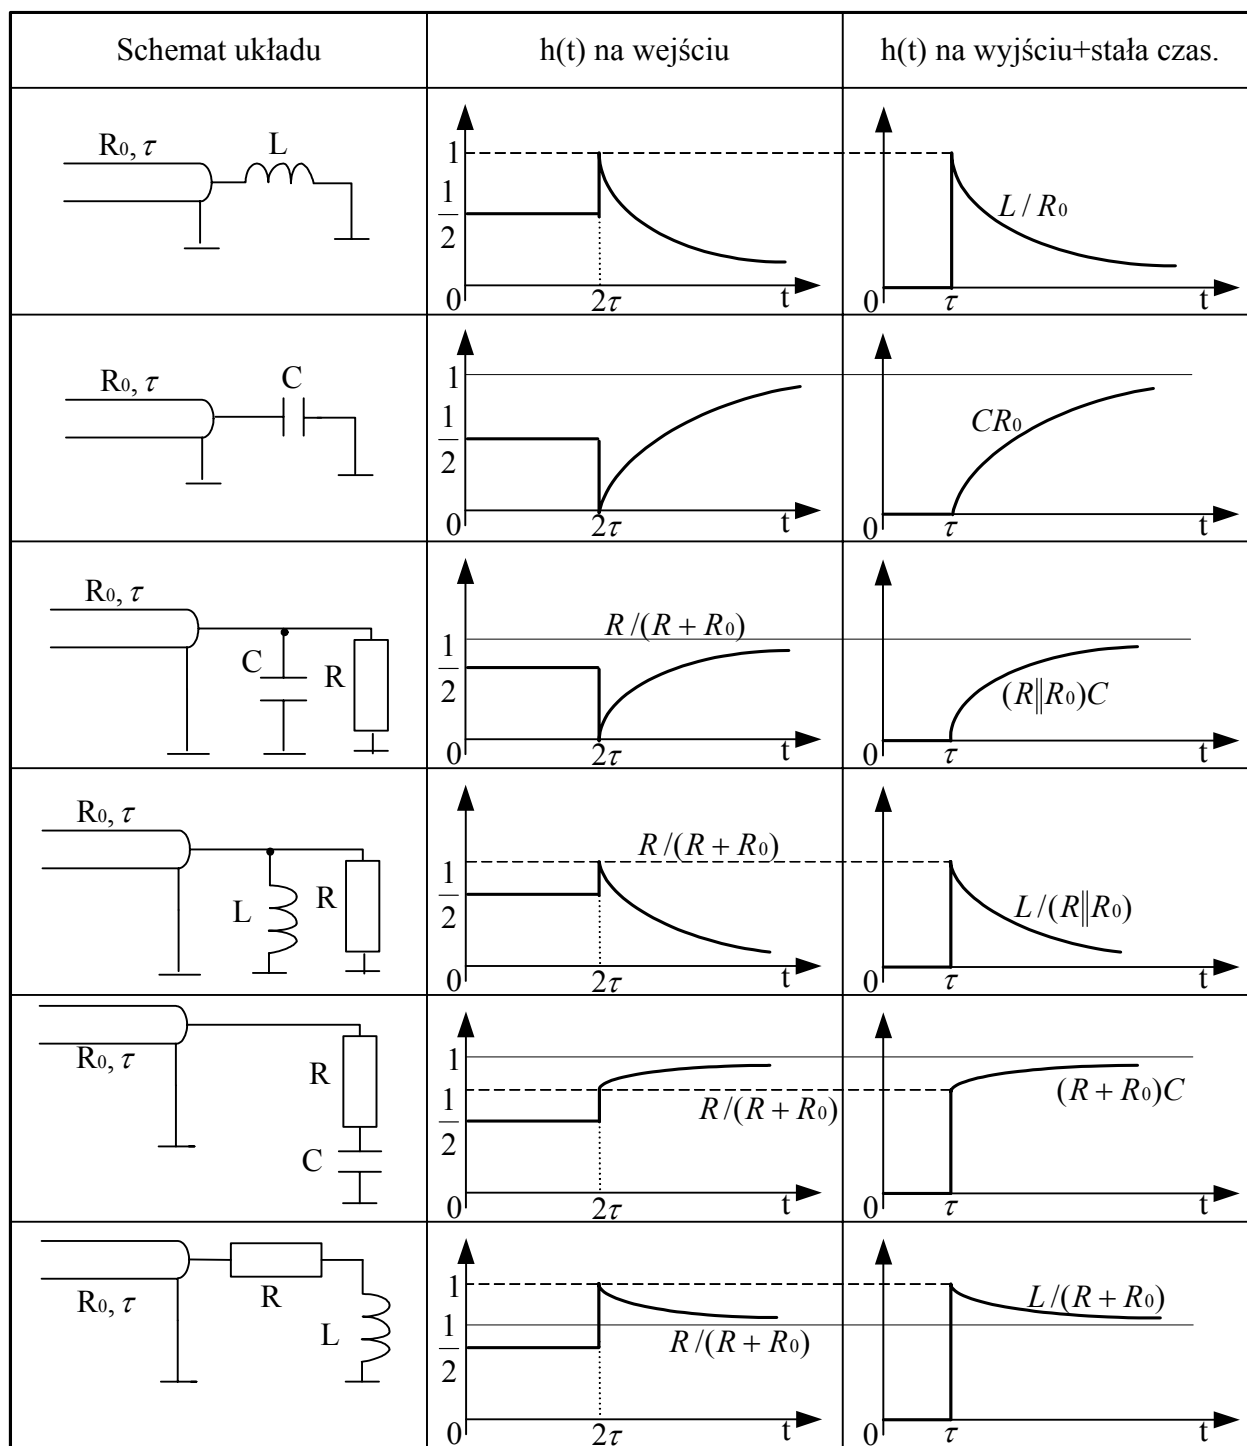 Schemat układu
h(t) na wejściu
h(t) na wyjściu+stała czas.
R₀, τ
L
1
1/2
0
2τ
t
L / R₀
0
τ
t
R₀, τ
C
1
1/2
0
2τ
t
CR₀
0
τ
t
R₀, τ
C
R
1
1/2
R/(R + R₀)
0
2τ
t
(R||R₀)C
0
τ
t
R₀, τ
L
R
1/2
R/(R + R₀)
0
2τ
t
L/(R||R₀)
0
τ
t
R₀, τ
R
C
1
1/2
R/(R + R₀)
0
2τ
t
(R + R₀)C
0
τ
t
R₀, τ
R
L
1
1/2
R/(R + R₀)
0
2τ
t
L/(R + R₀)
0
τ
t